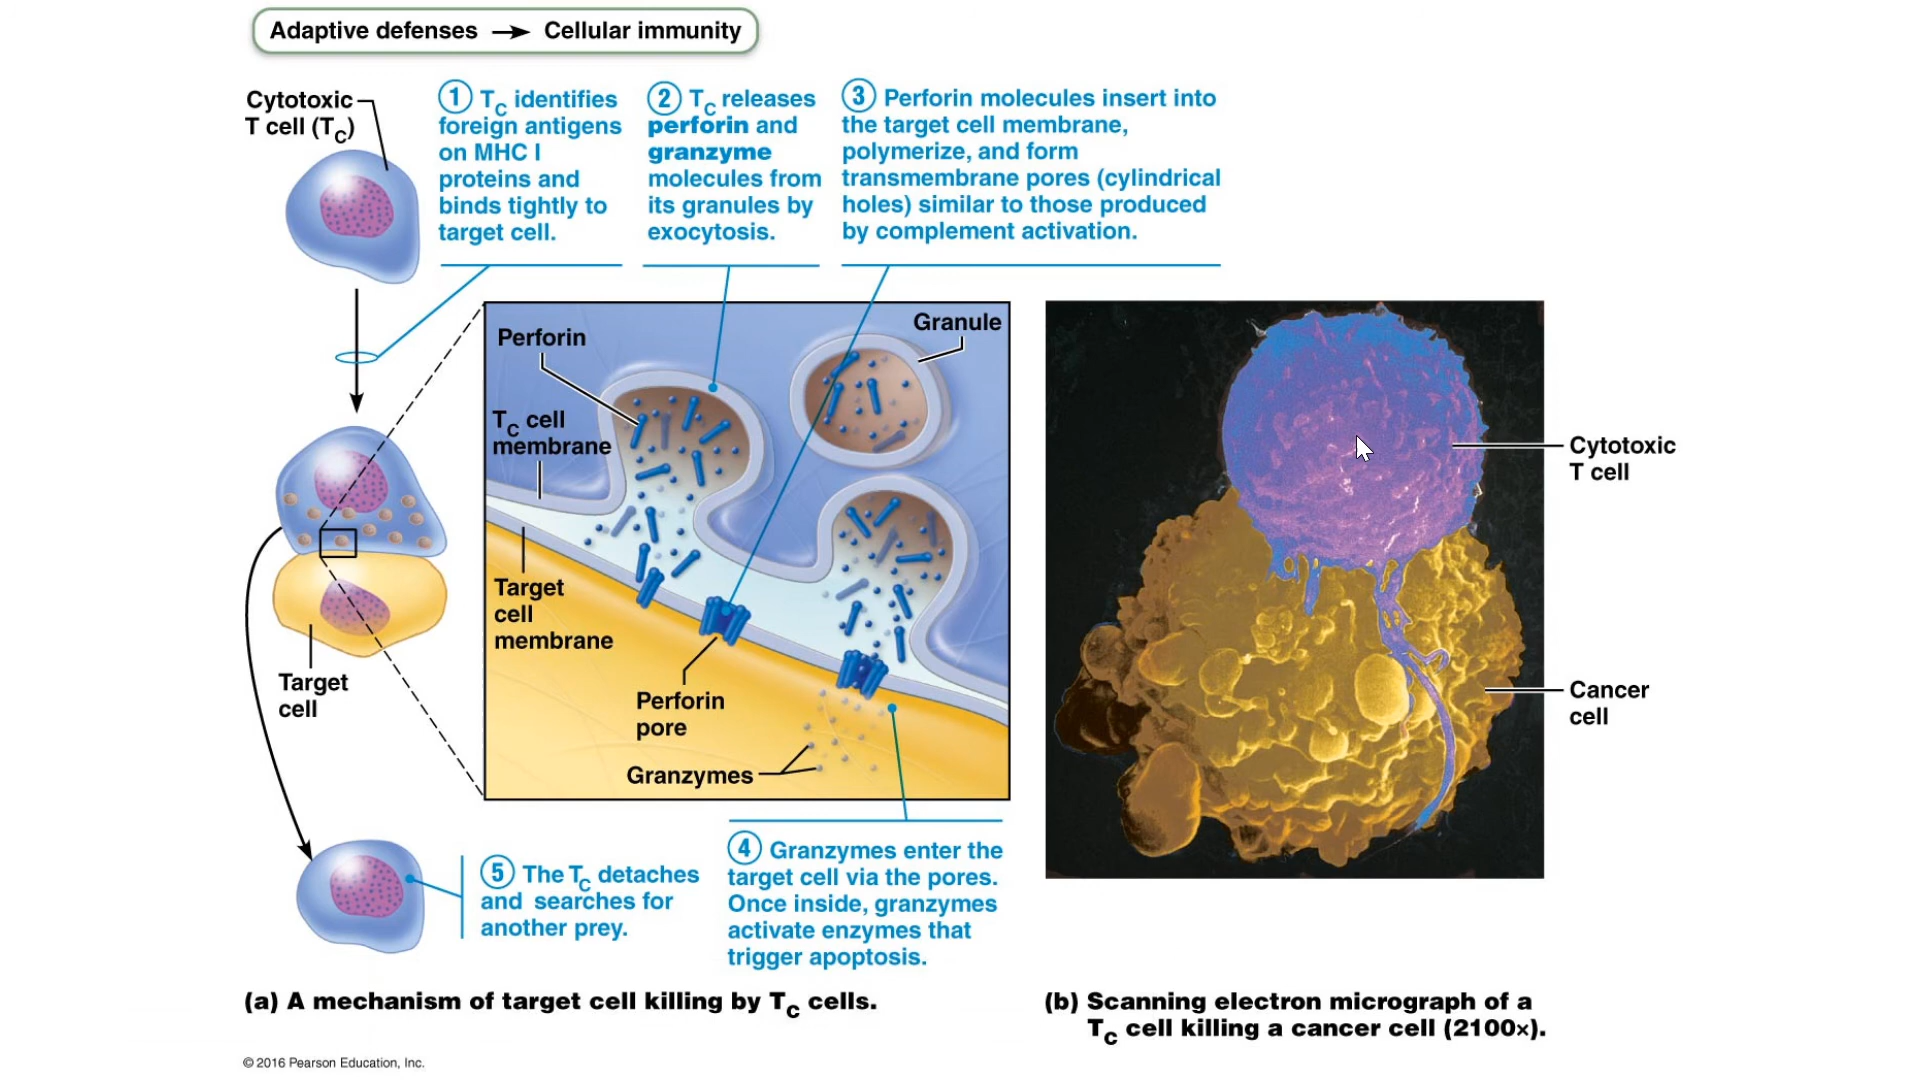 Adaptive defenses → Cellular immunity
Cytotoxic
T cell (TC)
1 TC identifies
foreign antigens
on MHC I
proteins and
binds tightly to
target cell.
2 TC releases
perforin and
granzyme
molecules from
its granules by
exocytosis.
3 Perforin molecules insert into
the target cell membrane,
polymerize, and form
transmembrane pores (cylindrical
holes) similar to those produced
by complement activation.
Perforin
Granule
TC cell
membrane
Target
cell
membrane
Perforin
pore
Granzymes
Target
cell
Cytotoxic
T cell
Cancer
cell
4 Granzymes enter the
target cell via the pores.
Once inside, granzymes
activate enzymes that
trigger apoptosis.
5 The TC detaches
and searches for
another prey.
(a) A mechanism of target cell killing by TC cells.
(b) Scanning electron micrograph of a
TC cell killing a cancer cell (2100×).
© 2016 Pearson Education, Inc.